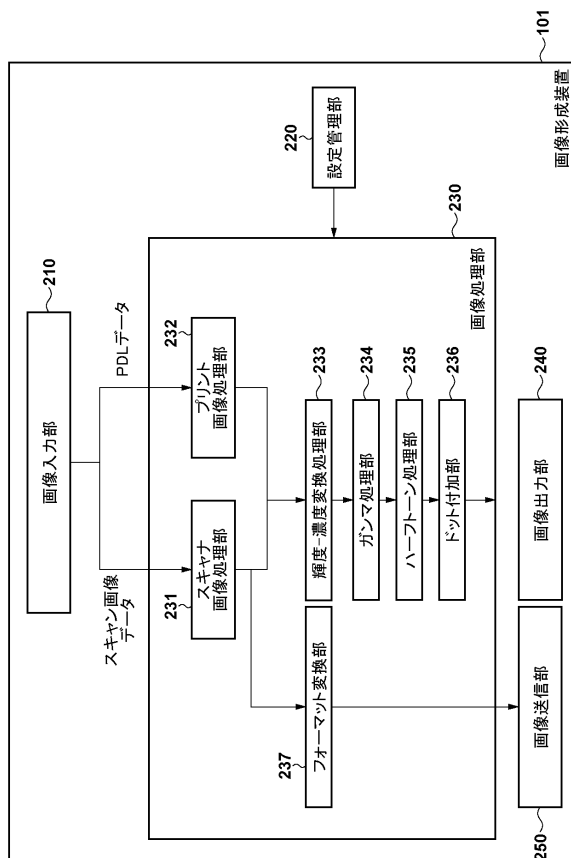 101
画像形成装置
210
画像入力部
220
設定管理部
スキャン画像
データ
PDLデータ
230
画像処理部
231
スキャナ
画像処理部
232
プリント
画像処理部
233
輝度-濃度変換処理部
234
ガンマ処理部
235
ハーフトーン処理部
236
ドット付加部
237
フォーマット変換部
240
画像出力部
250
画像送信部